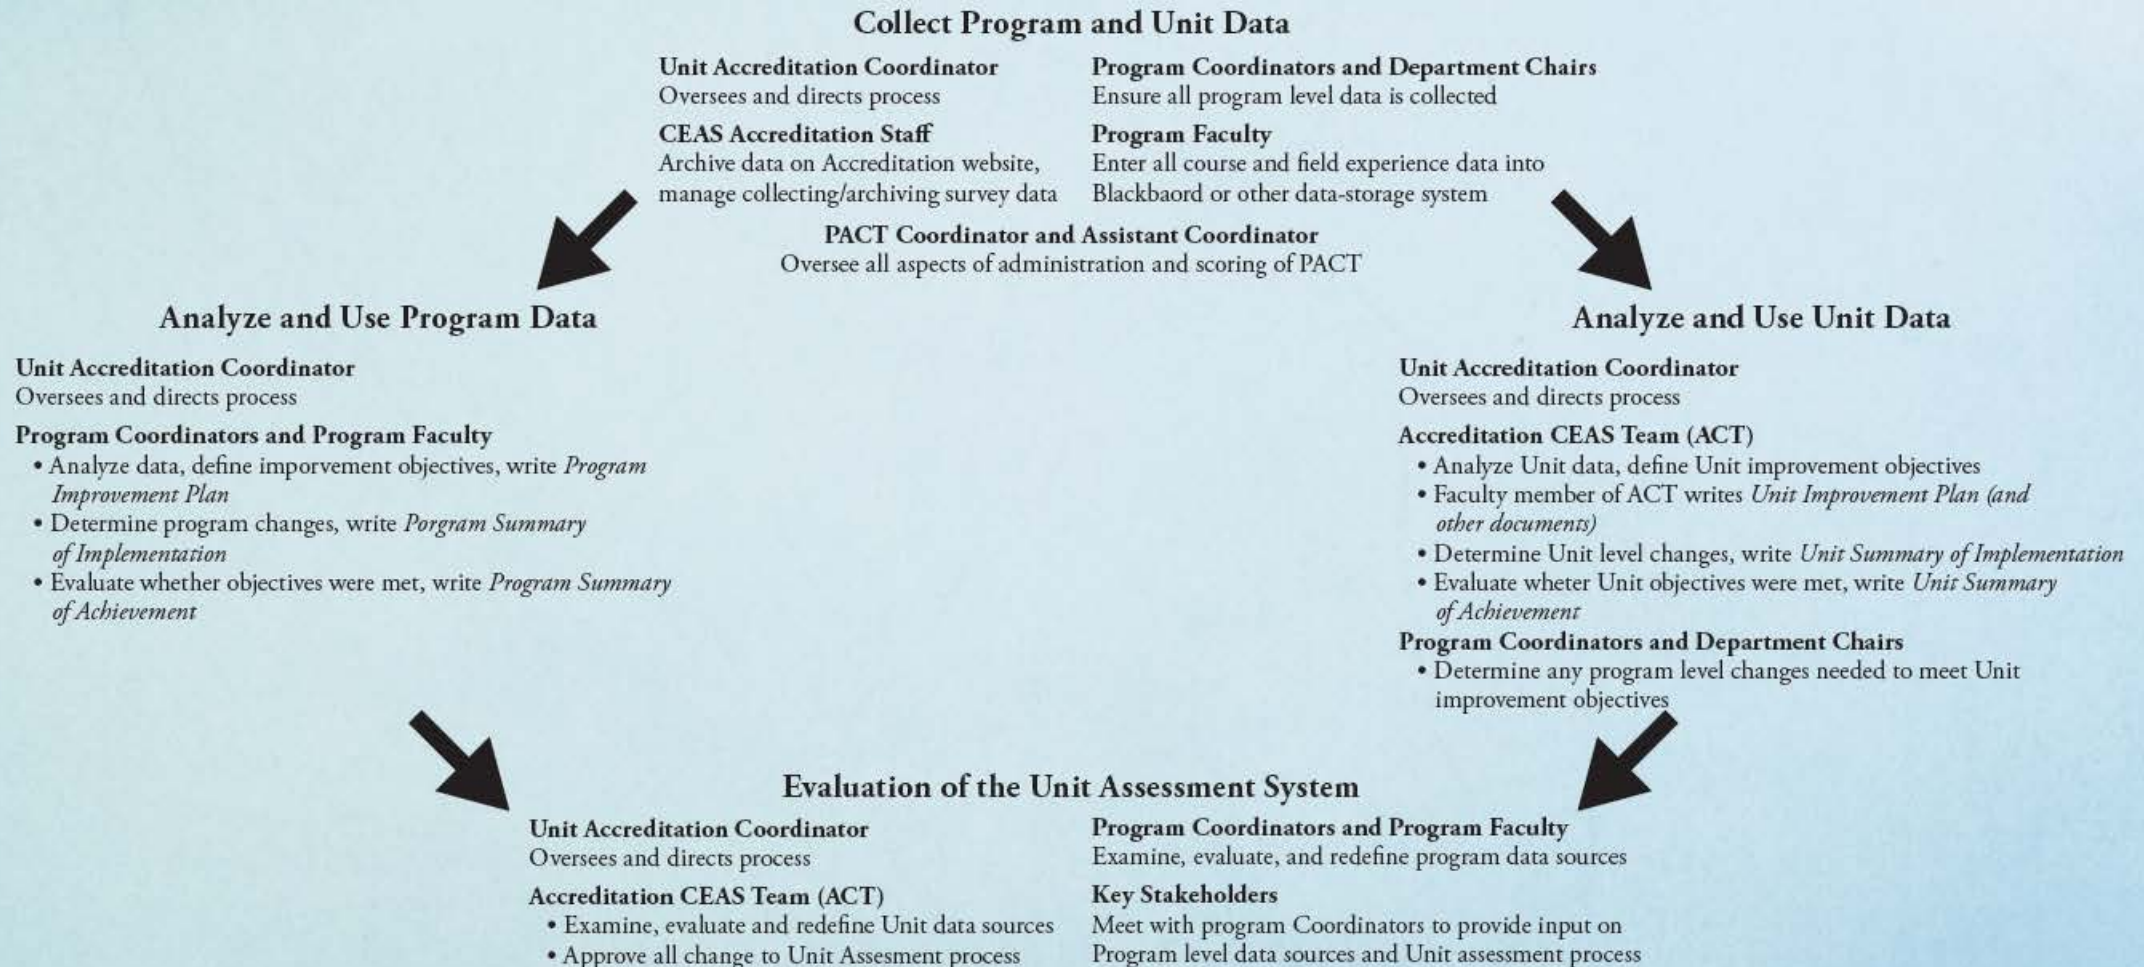 Collect Program and Unit Data
Unit Accreditation Coordinator
Oversees and directs process
CEAS Accreditation Staff
Archive data on Accreditation website,
manage collecting/archiving survey data
Program Coordinators and Department Chairs
Ensure all program level data is collected
Program Faculty
Enter all course and field experience data into
Blackbaord or other data-storage system
PACT Coordinator and Assistant Coordinator
Oversee all aspects of administration and scoring of PACT
Analyze and Use Program Data
Unit Accreditation Coordinator
Oversees and directs process
Program Coordinators and Program Faculty
• Analyze data, define imporvement objectives, write Program
Improvement Plan
• Determine program changes, write Porgram Summary
of Implementation
• Evaluate whether objectives were met, write Program Summary
of Achievement
Analyze and Use Unit Data
Unit Accreditation Coordinator
Oversees and directs process
Accreditation CEAS Team (ACT)
• Analyze Unit data, define Unit improvement objectives
• Faculty member of ACT writes Unit Improvement Plan (and
other documents)
• Determine Unit level changes, write Unit Summary of Implementation
• Evaluate wheter Unit objectives were met, write Unit Summary
of Achievement
Program Coordinators and Department Chairs
• Determine any program level changes needed to meet Unit
improvement objectives
Evaluation of the Unit Assessment System
Unit Accreditation Coordinator
Oversees and directs process
Accreditation CEAS Team (ACT)
• Examine, evaluate and redefine Unit data sources
• Approve all change to Unit Assesment process
Program Coordinators and Program Faculty
Examine, evaluate, and redefine program data sources
Key Stakeholders
Meet with program Coordinators to provide input on
Program level data sources and Unit assessment process